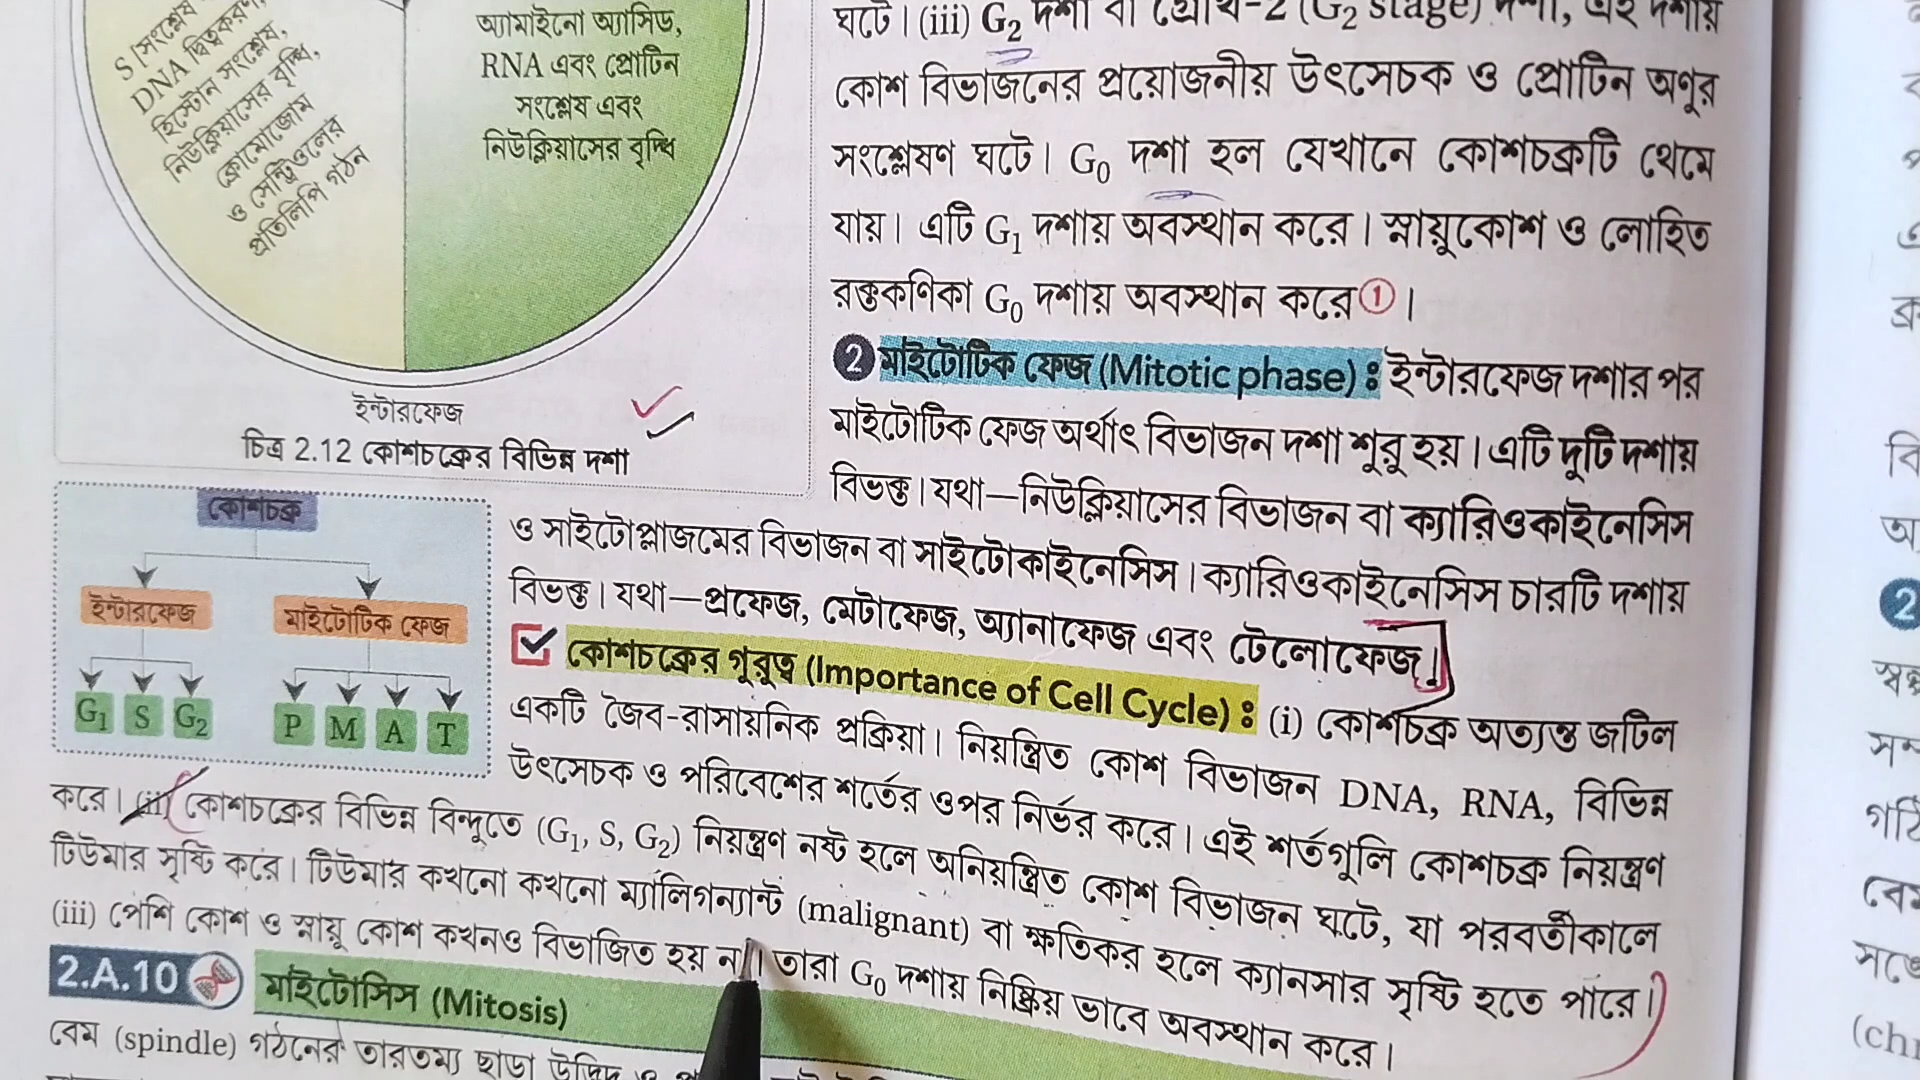 S (সংশ্লেষ
DNA দ্বিত্বকরণ,
হিস্টোন সংশ্লেষ,
নিউক্লিয়াসের বৃদ্ধি,
ক্রোমোজোম
ও সেন্ট্রিওলের
প্রতিলিপি গঠন
অ্যামাইনো অ্যাসিড,
RNA এবং প্রোটিন
সংশ্লেষ এবং
নিউক্লিয়াসের বৃদ্ধি
ইন্টারফেজ
চিত্র 2.12 কোশচক্রের বিভিন্ন দশা
ঘটে। (iii) G₂ দশা বা গ্রোথ-2 (G₂ stage) দশা, এই দশায়
কোশ বিভাজনের প্রয়োজনীয় উৎসেচক ও প্রোটিন অণুর
সংশ্লেষণ ঘটে। G₀ দশা হল যেখানে কোশচক্রটি থেমে
যায়। এটি G₁ দশায় অবস্থান করে। স্নায়ুকোশ ও লোহিত
রক্তকণিকা G₀ দশায় অবস্থান করে①।
2 মাইটোটিক ফেজ (Mitotic phase) : ইন্টারফেজ দশার পর
মাইটোটিক ফেজ অর্থাৎ বিভাজন দশা শুরু হয়। এটি দুটি দশায়
বিভক্ত। যথা—নিউক্লিয়াসের বিভাজন বা ক্যারিওকাইনেসিস
ও সাইটোপ্লাজমের বিভাজন বা সাইটোকাইনেসিস। ক্যারিওকাইনেসিস চারটি দশায়
বিভক্ত। যথা—প্রফেজ, মেটাফেজ, অ্যানাফেজ এবং টেলোফেজ।
কোশচক্র
ইন্টারফেজ
মাইটোটিক ফেজ
G₁ S G₂ P M A T
কোশচক্রের গুরুত্ব (Importance of Cell Cycle) : (i) কোশচক্র অত্যন্ত জটিল
একটি জৈব-রাসায়নিক প্রক্রিয়া। নিয়ন্ত্রিত কোশ বিভাজন DNA, RNA, বিভিন্ন
উৎসেচক ও পরিবেশের শর্তের ওপর নির্ভর করে। এই শর্তগুলি কোশচক্র নিয়ন্ত্রণ
করে। (ii) কোশচক্রের বিভিন্ন বিন্দুতে (G₁, S, G₂) নিয়ন্ত্রণ নষ্ট হলে অনিয়ন্ত্রিত কোশ বিভাজন ঘটে, যা পরবর্তীকালে
টিউমার সৃষ্টি করে। টিউমার কখনো কখনো ম্যালিগন্যান্ট (malignant) বা ক্ষতিকর হলে ক্যানসার সৃষ্টি হতে পারে।
(iii) পেশি কোশ ও স্নায়ু কোশ কখনও বিভাজিত হয় না। তারা G₀ দশায় নিষ্ক্রিয় ভাবে অবস্থান করে।
2.A.10 মাইটোসিস (Mitosis)
বেম (spindle) গঠনের তারতম্য ছাড়া উদ্ভিদ ও
2
(chr